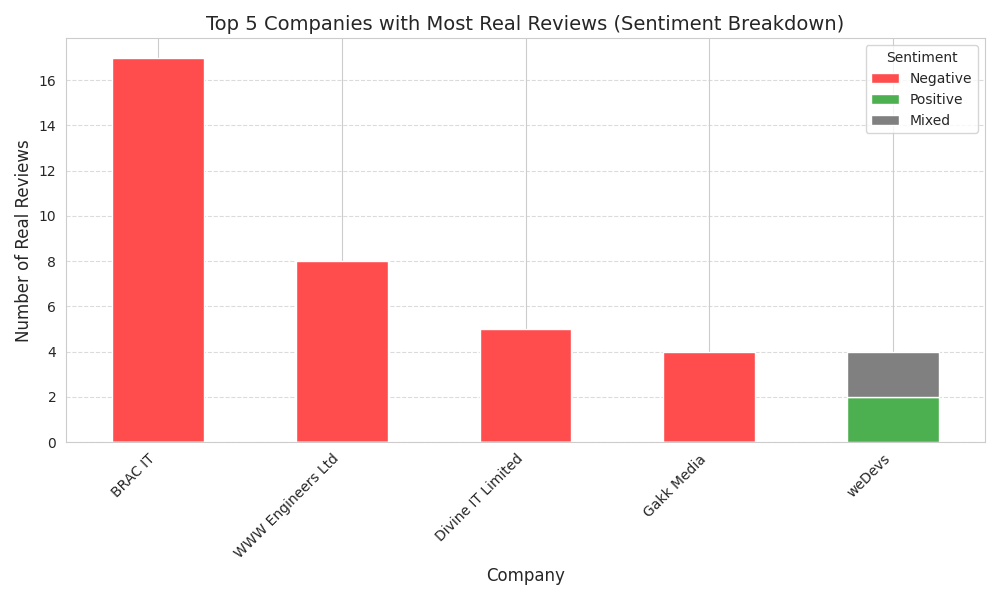 Top 5 Companies with Most Real Reviews (Sentiment Breakdown)
Sentiment
Negative
Positive
Mixed
Number of Real Reviews
16
14
12
10
8
6
4
2
0
BRAC IT
WWW Engineers Ltd
Divine IT Limited
Gakk Media
weDevs
Company